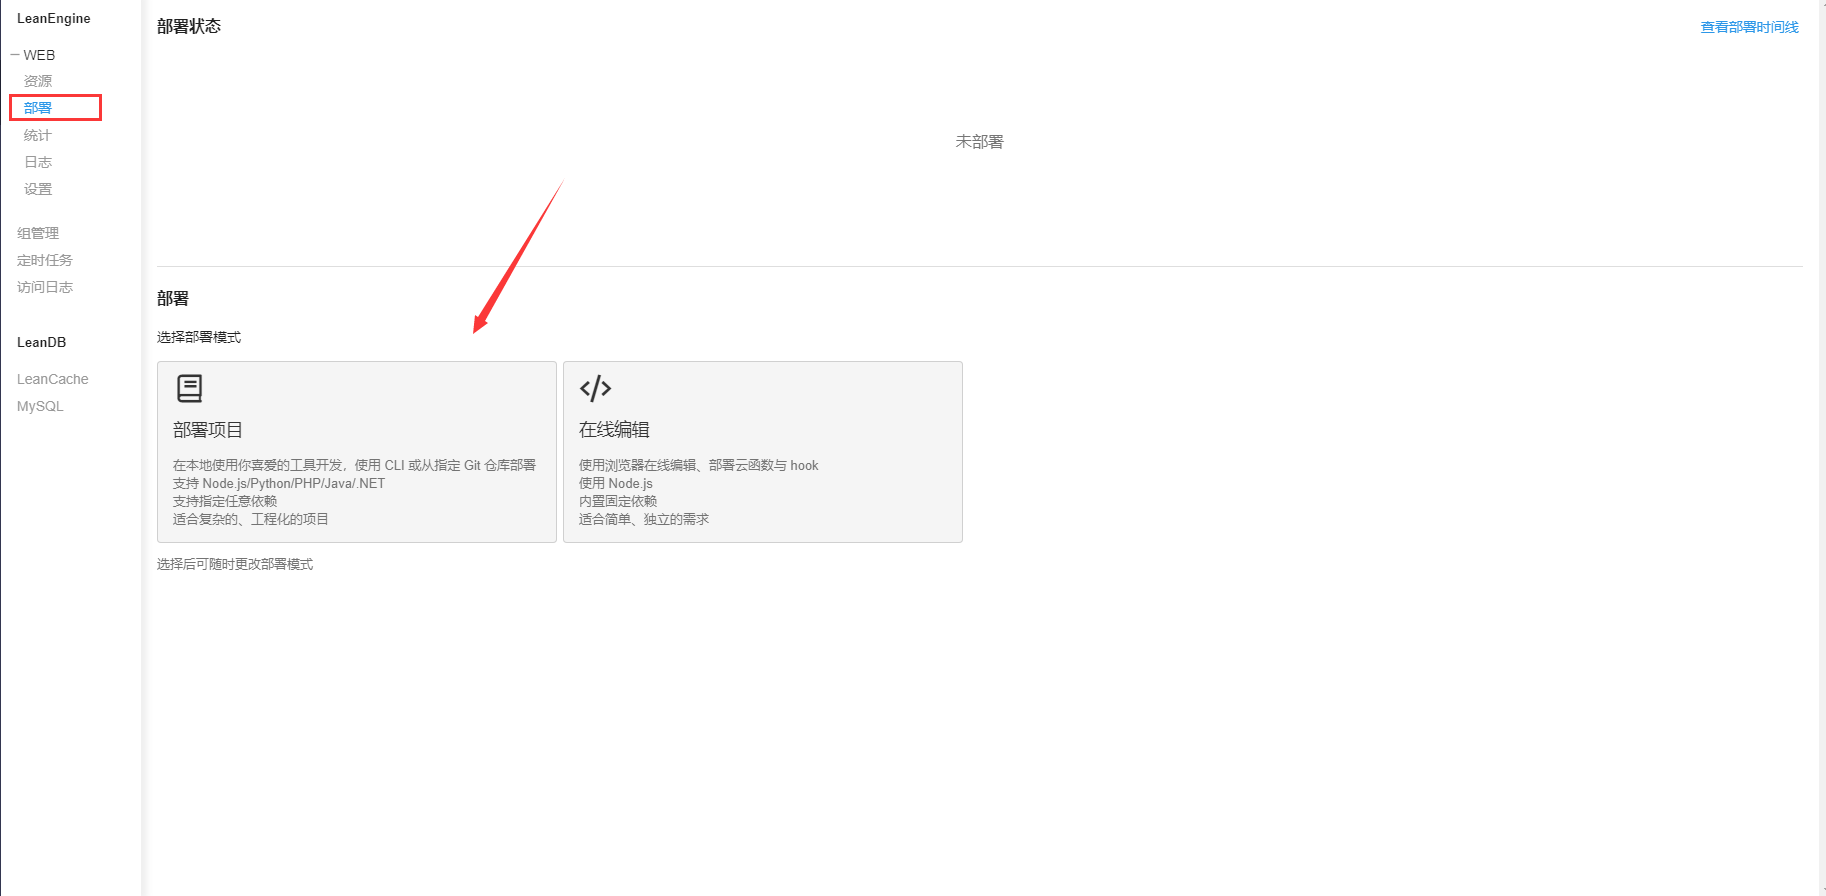 LeanEngine
WEB
资源
部署
统计
日志
设置
组管理
定时任务
访问日志
LeanDB
LeanCache
MySQL
部署状态
查看部署时间线
未部署
部署
选择部署模式
部署项目
在本地使用你喜爱的工具开发，使用 CLI 或从指定 Git 仓库部署
支持 Node.js/Python/PHP/Java/.NET
支持指定任意依赖
适合复杂的、工程化的项目
在线编辑
使用浏览器在线编辑、部署云函数与 hook
使用 Node.js
内置固定依赖
适合简单、独立的需求
选择后可随时更改部署模式